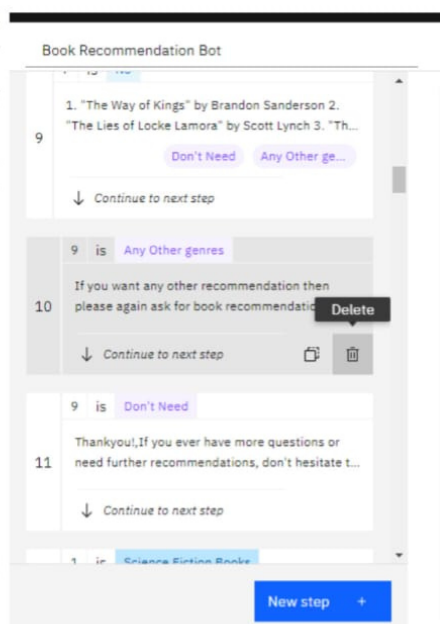 Book Recommendation Bot
is
1. "The Way of Kings" by Brandon Sanderson 2.
"The Lies of Locke Lamora" by Scott Lynch 3. "Th...
9
Don't Need Any Other ge...
Continue to next step
9 is Any Other genres
If you want any other recommendation then
10
please again ask for book recommendatio
Delete
Continue to next step
9 is Don't Need
Thankyou!,If you ever have more questions or
11
need further recommendations, don't hesitate t...
Continue to next step
1 is Science Fiction Books
New step +